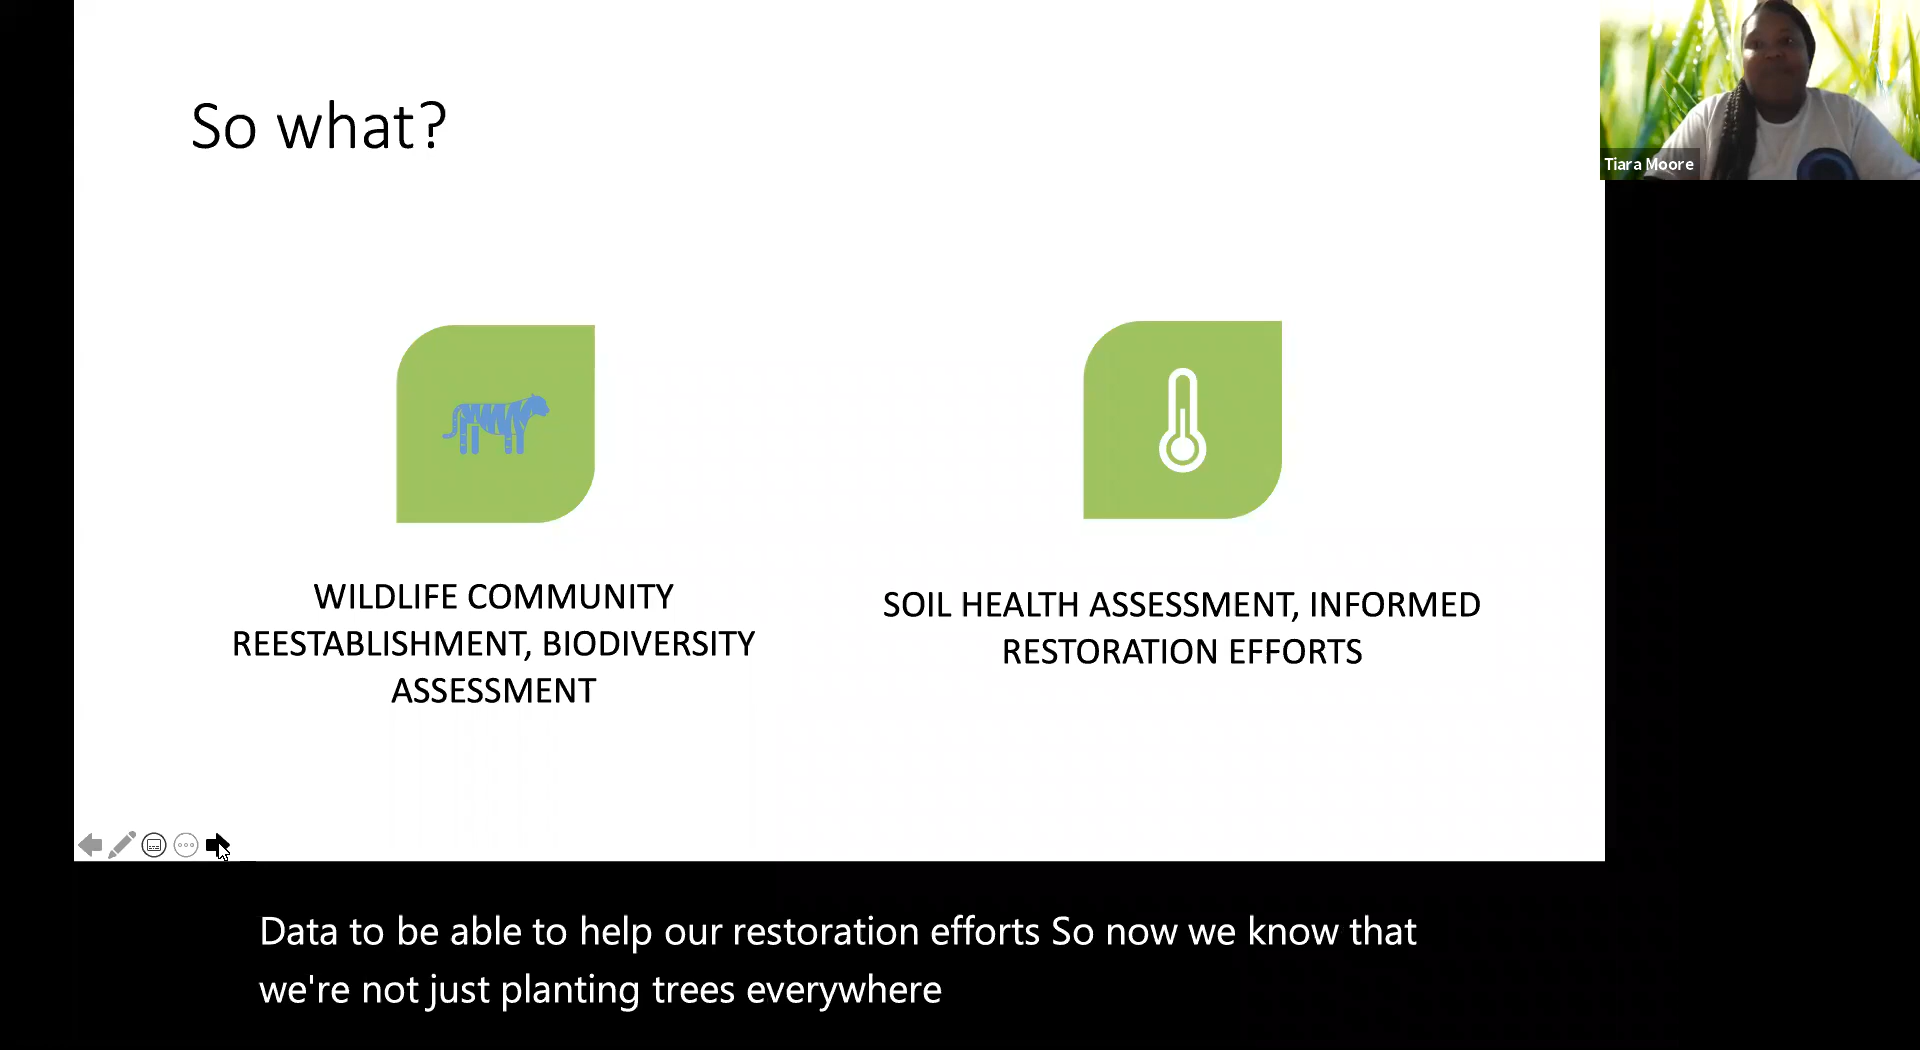 So what?
Tiara Moore
WILDLIFE COMMUNITY
REESTABLISHMENT, BIODIVERSITY
ASSESSMENT
SOIL HEALTH ASSESSMENT, INFORMED
RESTORATION EFFORTS
Data to be able to help our restoration efforts So now we know that
we're not just planting trees everywhere